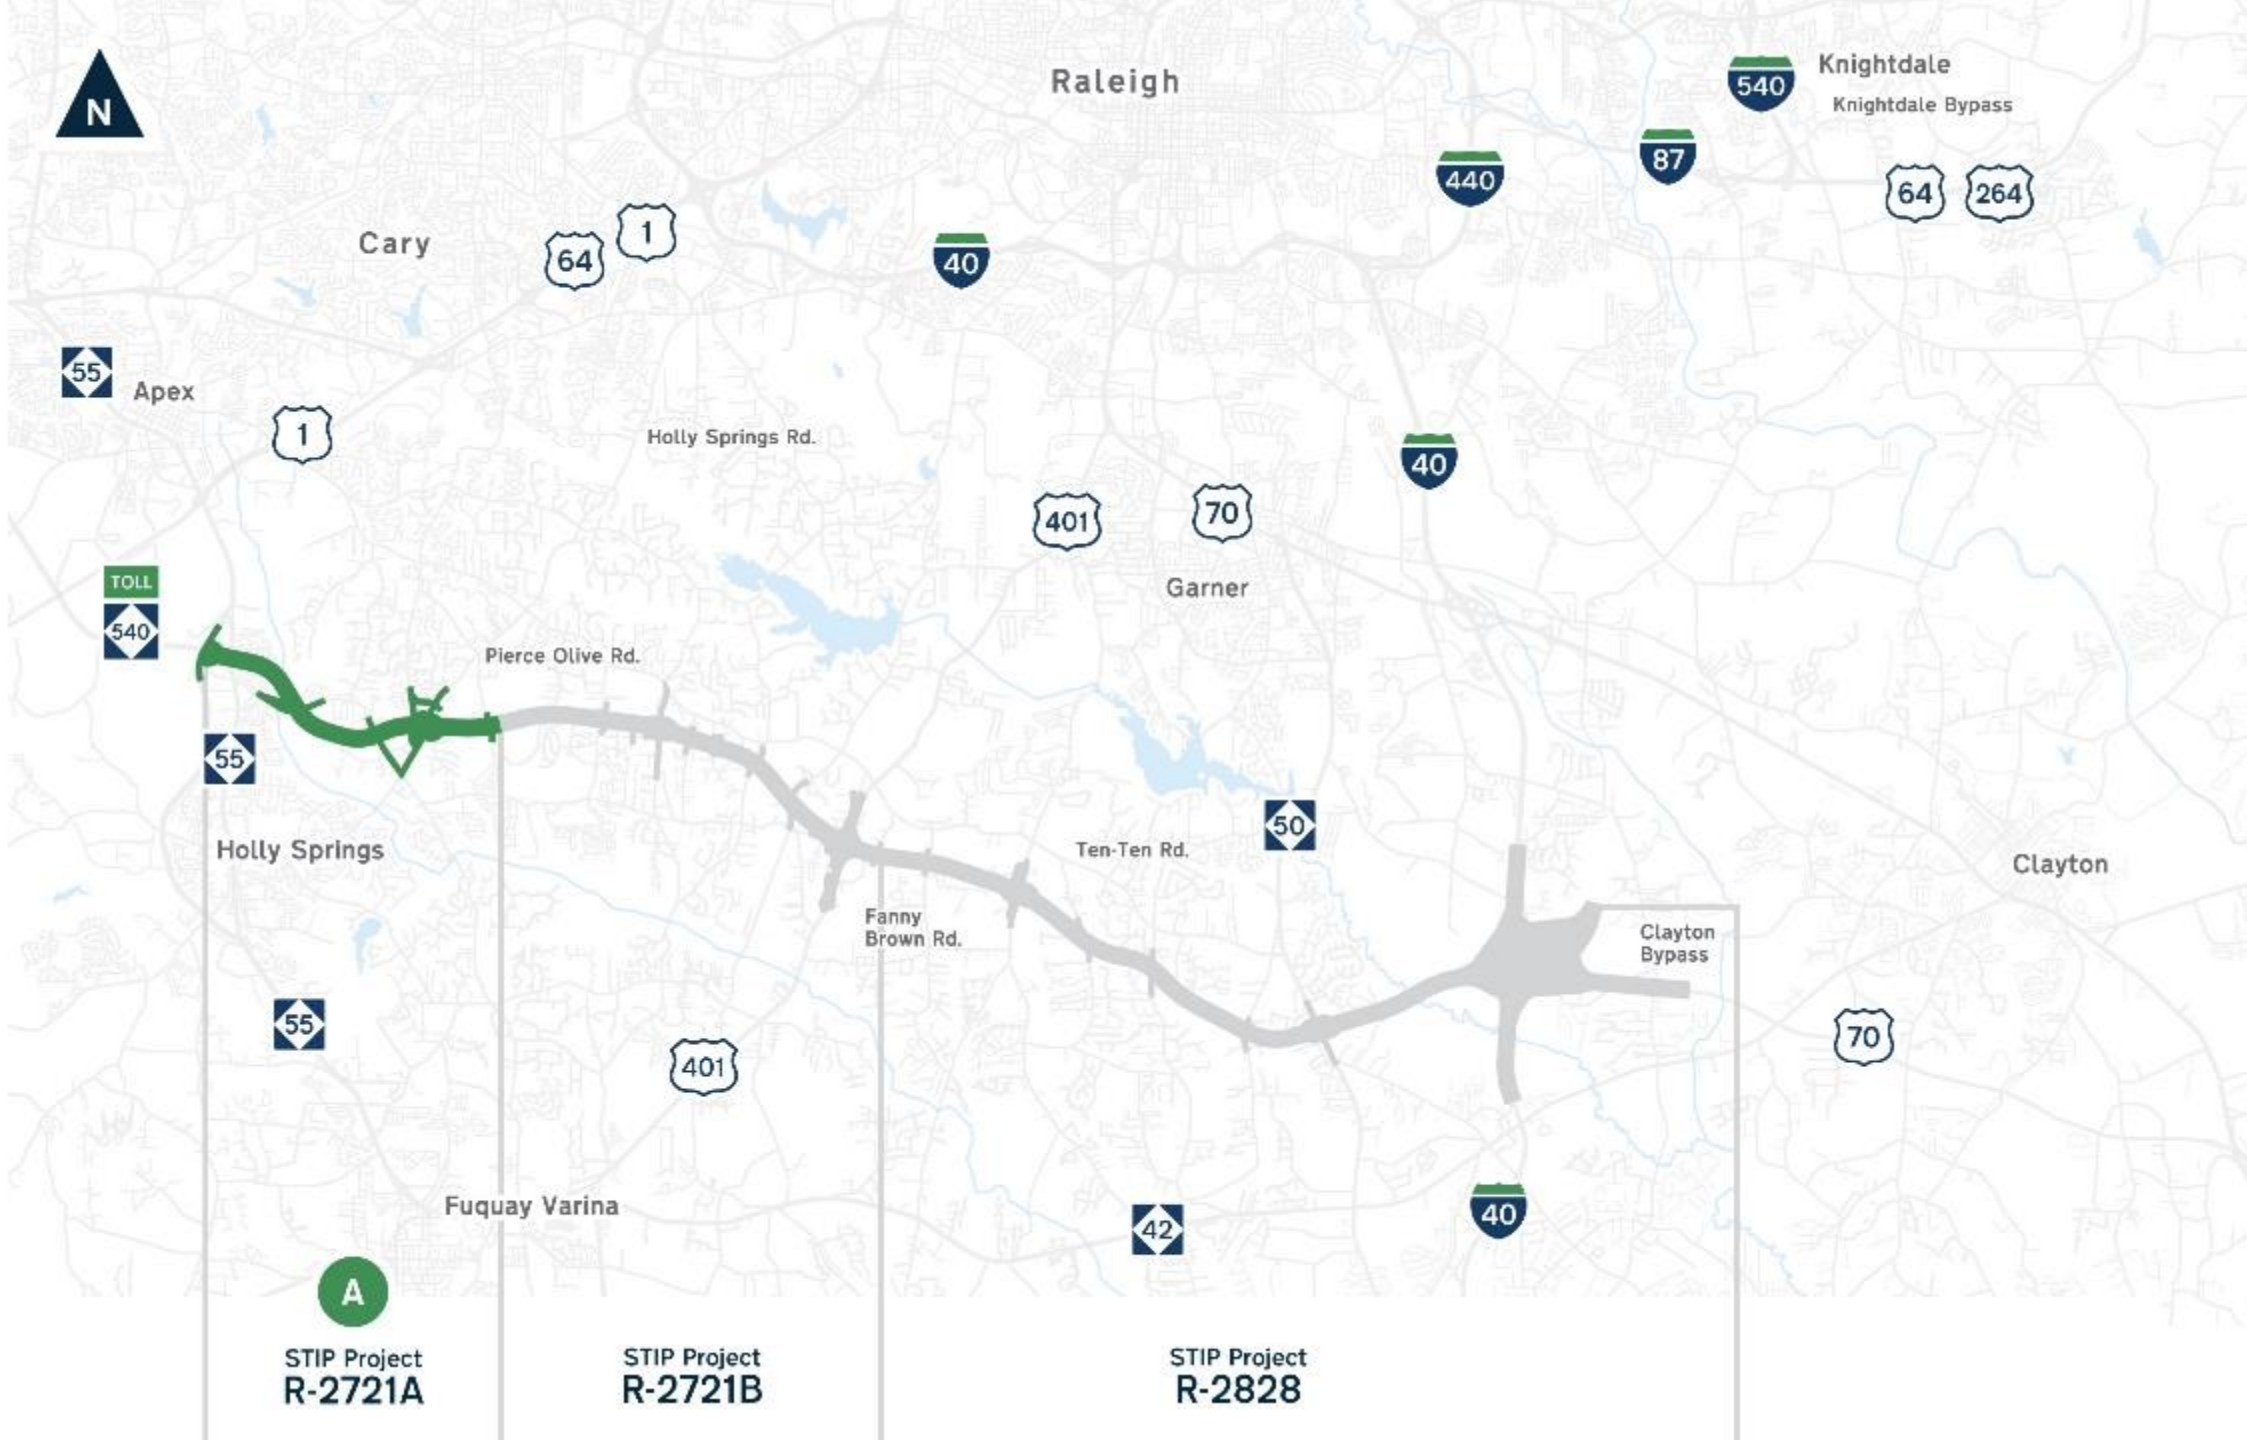 N
Raleigh
540
Knightdale
Knightdale Bypass
87
440
64
264
Cary
64
1
40
55
Apex
1
Holly Springs Rd.
40
401
70
Garner
TOLL
540
Pierce Olive Rd.
55
Holly Springs
50
Ten-Ten Rd.
Clayton
Fanny
Brown Rd.
Clayton
Bypass
55
401
70
Fuquay Varina
42
40
A
STIP Project
R-2721A
STIP Project
R-2721B
STIP Project
R-2828